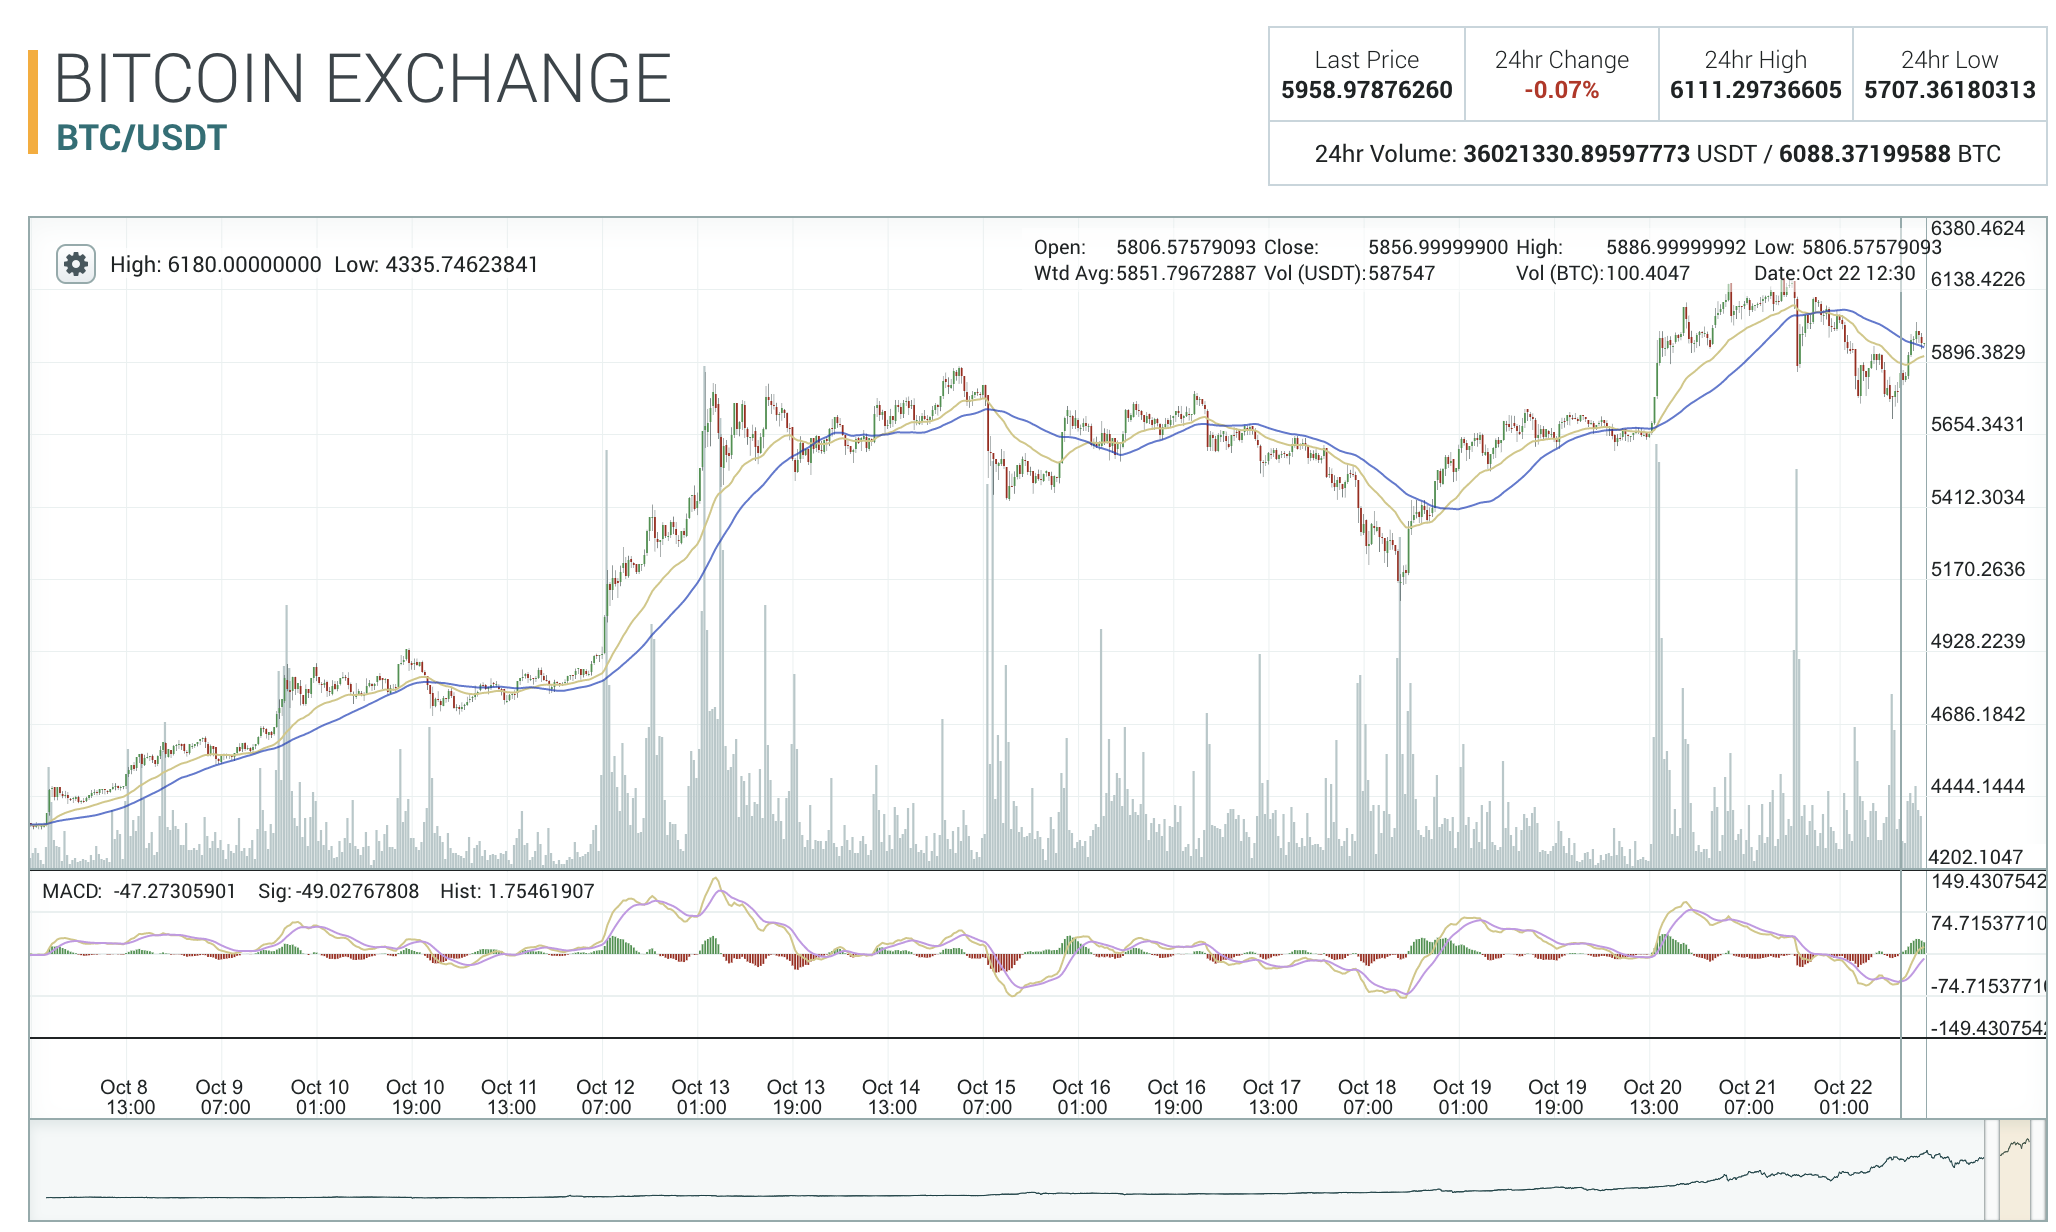 BITCOIN EXCHANGE
BTC/USDT
Last Price 24hr Change 24hr High 24hr Low
5958.97876260 -0.07% 6111.29736605 5707.36180313
24hr Volume: 36021330.89597773 USDT / 6088.37199588 BTC
High: 6180.00000000 Low: 4335.74623841
Open: 5806.57579093 Close: 5856.99999900 High: 5886.99999992 Low: 5806.57579093
Wtd Avg: 5851.79672887 Vol (USDT): 587547 Vol (BTC): 100.4047 Date: Oct 22 12:30
6380.4624
6138.4226
5896.3829
5654.3431
5412.3034
5170.2636
4928.2239
4686.1842
4444.1444
4202.1047
MACD: -47.27305901 Sig: -49.02767808 Hist: 1.75461907
149.4307542
74.71537710
-74.7153771
-149.430754
Oct 8 Oct 9 Oct 10 Oct 10 Oct 11 Oct 12 Oct 13 Oct 13 Oct 14 Oct 15 Oct 16 Oct 16 Oct 17 Oct 18 Oct 19 Oct 19 Oct 20 Oct 21 Oct 22
13:00 07:00 01:00 19:00 13:00 07:00 01:00 19:00 13:00 07:00 01:00 19:00 13:00 07:00 01:00 19:00 13:00 07:00 01:00